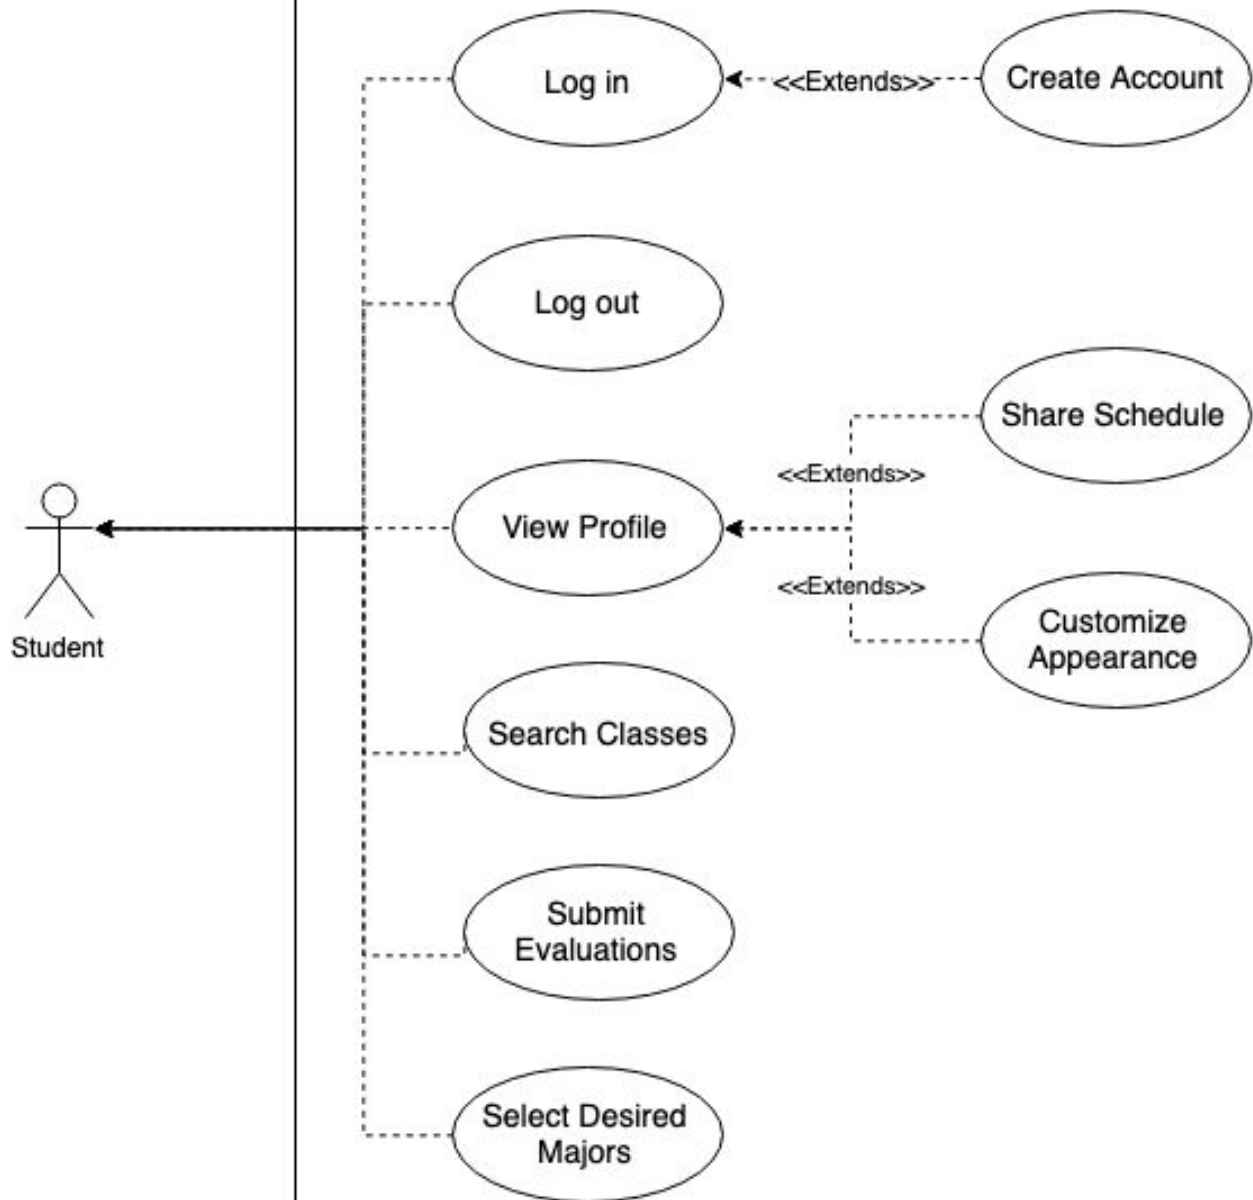 Log in
<<Extends>>
Create Account
Log out
Share Schedule
<<Extends>>
View Profile
<<Extends>>
Customize
Appearance
Student
Search Classes
Submit
Evaluations
Select Desired
Majors